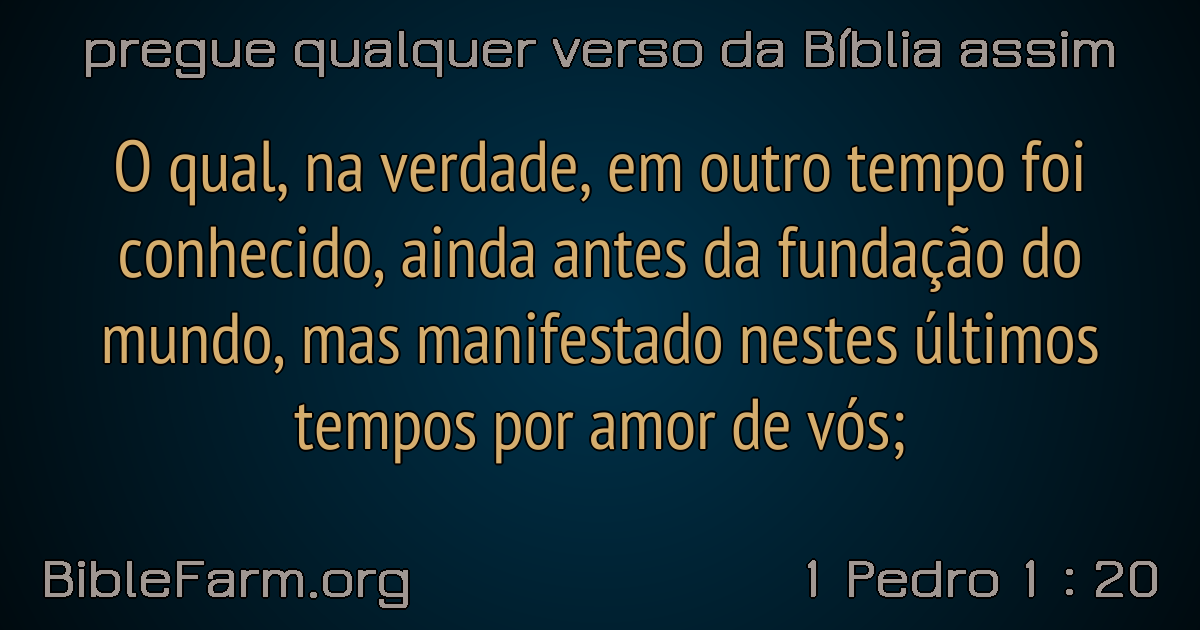 pregue qualquer verso da Bíblia assim
O qual, na verdade, em outro tempo foi
conhecido, ainda antes da fundação do
mundo, mas manifestado nestes últimos
tempos por amor de vós;
BibleFarm.org
1 Pedro 1 : 20